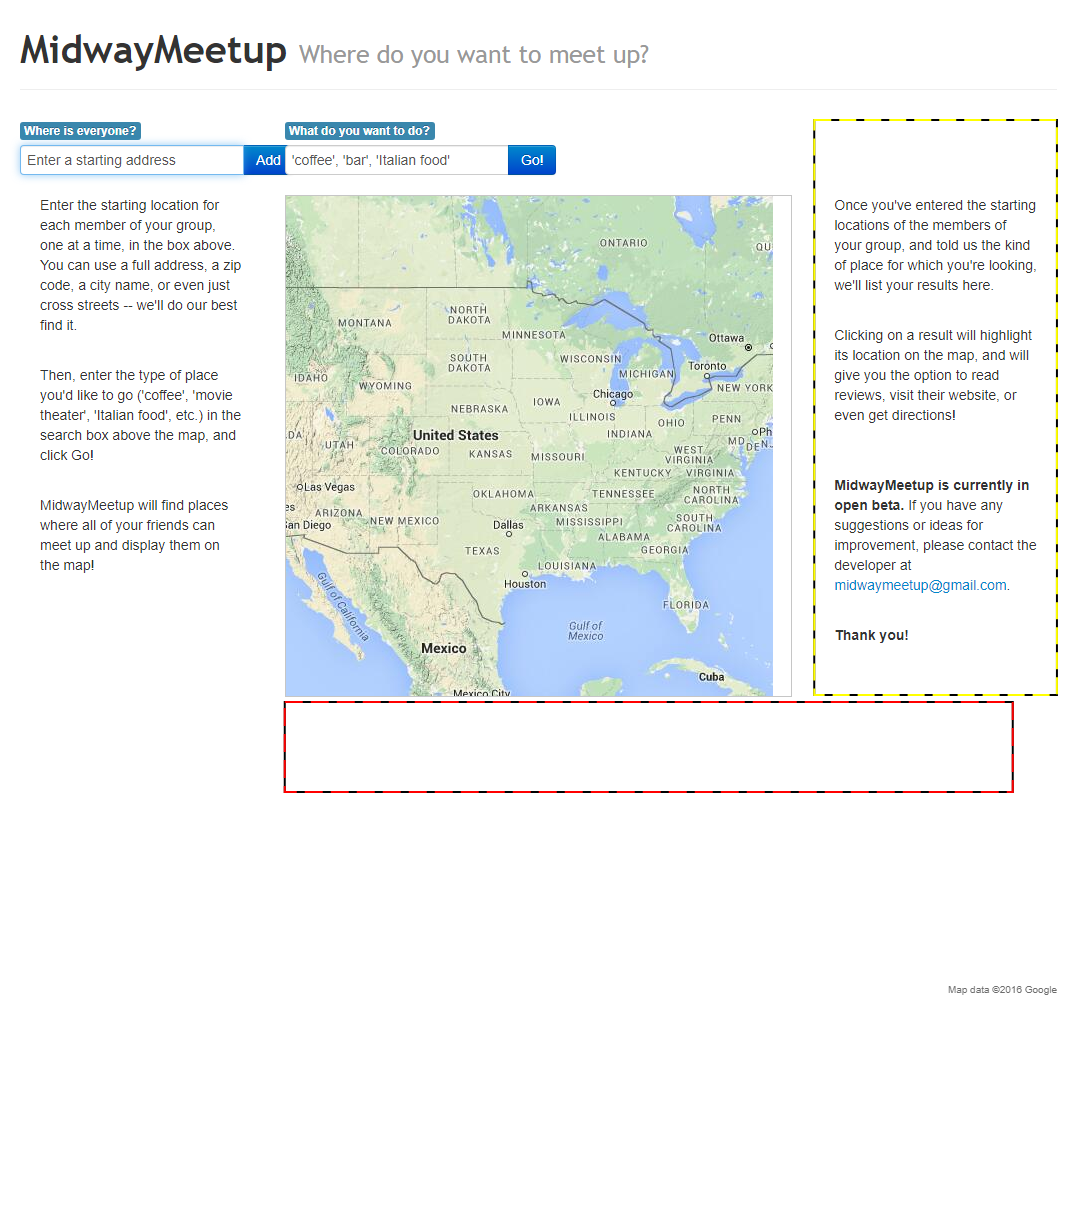 MidwayMeetup Where do you want to meet up?
Where is everyone?
What do you want to do?
Enter a starting address
Add
'coffee', 'bar', 'Italian food'
Go!
Enter the starting location for
each member of your group,
one at a time, in the box above.
You can use a full address, a zip
code, a city name, or even just
cross streets -- we'll do our best
find it.
Then, enter the type of place
you'd like to go ('coffee', 'movie
theater', 'Italian food', etc.) in the
search box above the map, and
click Go!
MidwayMeetup will find places
where all of your friends can
meet up and display them on
the map!
ONTARIO
QU
MONTANA
NORTH
DAKOTA
MINNESOTA
Ottawa
SOUTH
DAKOTA
WISCONSIN
MICHIGAN
Toronto
IDAHO
WYOMING
Chicago
NEW YORK
NEBRASKA
IOWA
ILLINOIS
INDIANA
OHIO
PENN
DA
UTAH
United States
COLORADO
KANSAS
MISSOURI
WEST
VIRGINIA
MD
Ph
DEN
KENTUCKY
VIRGINIA
Las Vegas
OKLAHOMA
TENNESSEE
NORTH
CAROLINA
es
ARIZONA
NEW MEXICO
ARKANSAS
MISSISSIPPI
SOUTH
CAROLINA
San Diego
Dallas
ALABAMA
TEXAS
GEORGIA
LOUISIANA
Houston
FLORIDA
Gulf of California
Gulf of
Mexico
Mexico
Cuba
Mexico City
Once you've entered the starting
locations of the members of
your group, and told us the kind
of place for which you're looking,
we'll list your results here.
Clicking on a result will highlight
its location on the map, and will
give you the option to read
reviews, visit their website, or
even get directions!
MidwayMeetup is currently in
open beta. If you have any
suggestions or ideas for
improvement, please contact the
developer at
midwaymeetup@gmail.com.
Thank you!
Map data ©2016 Google